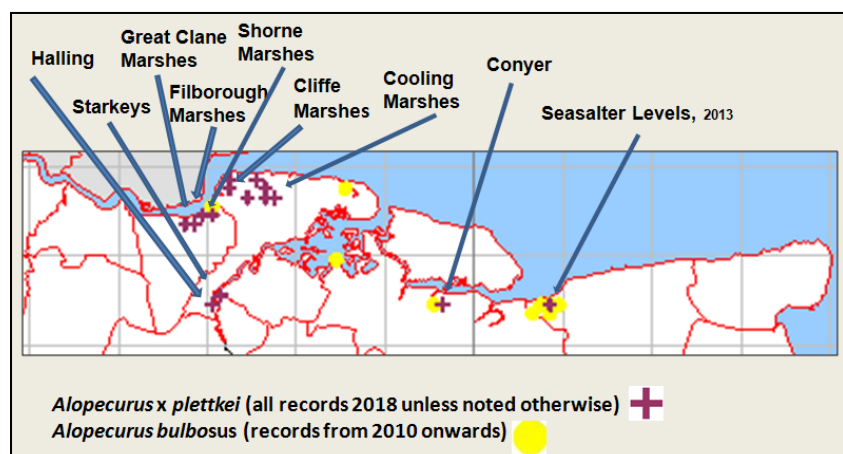 Halling
Great Clane
Marshes
Shorne
Marshes
Starkeys
Filborough
Marshes
Cliffe
Marshes
Cooling
Marshes
Conyer
Seasalter Levels, 2013
Alopecurus x plettkei (all records 2018 unless noted otherwise)
Alopecurus bulbosus (records from 2010 onwards)